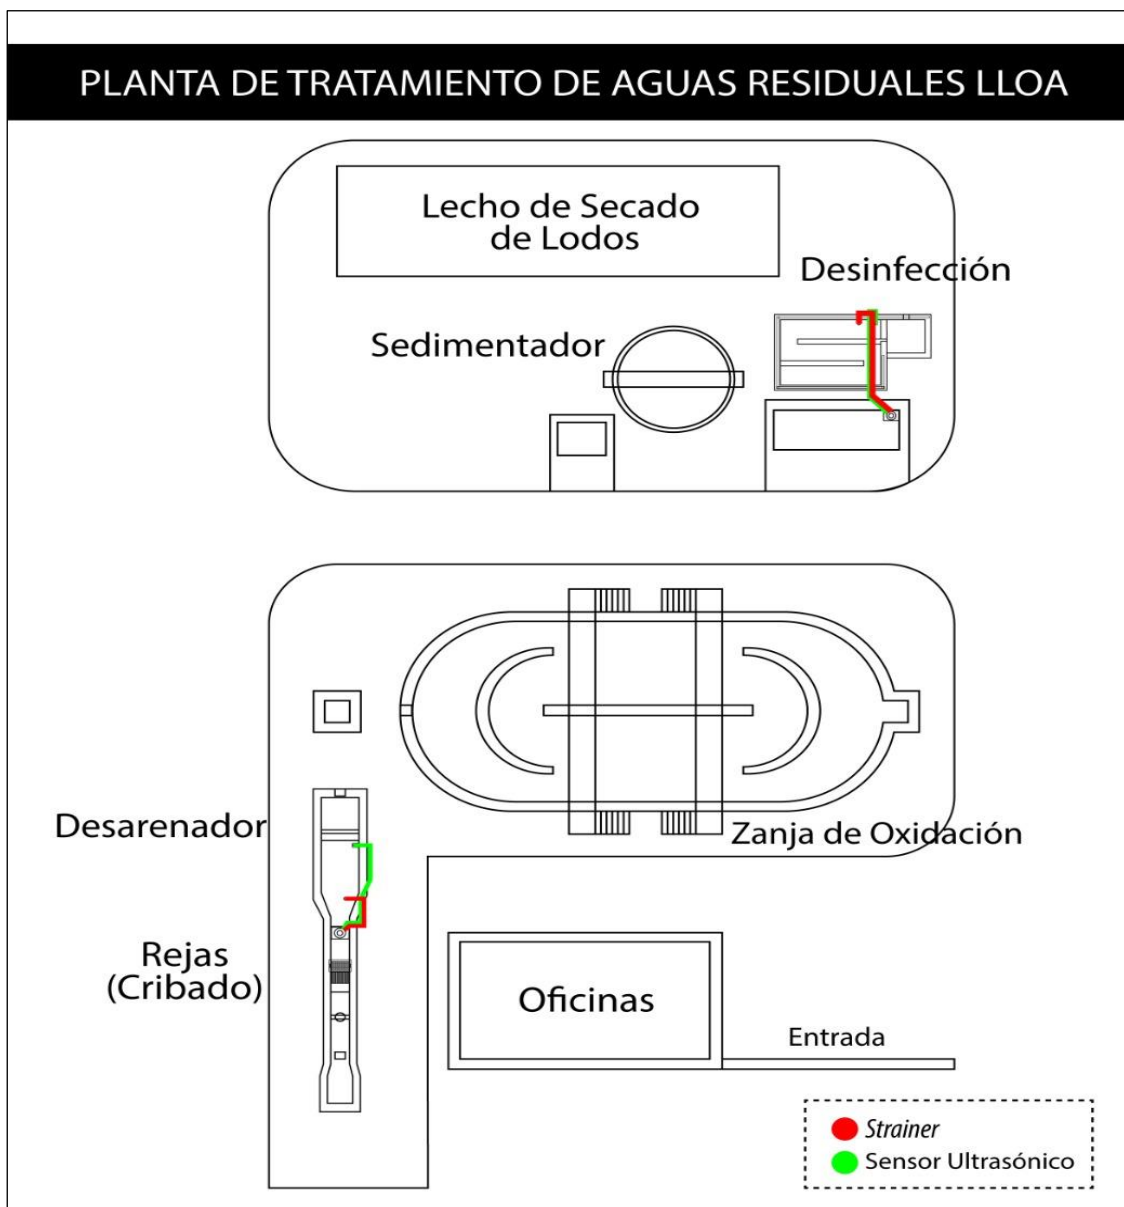 PLANTA DE TRATAMIENTO DE AGUAS RESIDUALES LLOA
Lecho de Secado
de Lodos
Desinfección
Sedimentador
Desarenador
Zanja de Oxidación
Rejas
(Cribado)
Oficinas
Entrada
Strainer
Sensor Ultrasónico